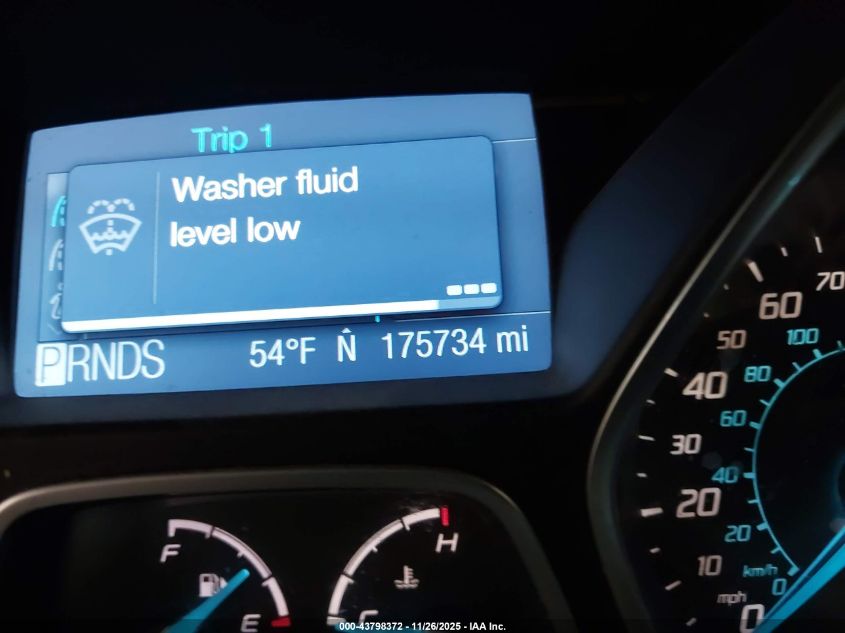 Trip 1
Washer fluid
level low
PRNDS 54°F N 175734 mi
F
E
H
C
70
60
50
100
40
80
60
30
40
20
20
10
km/h
0
mph
0
000-43798372 - 11/26/2025 - IAA Inc.